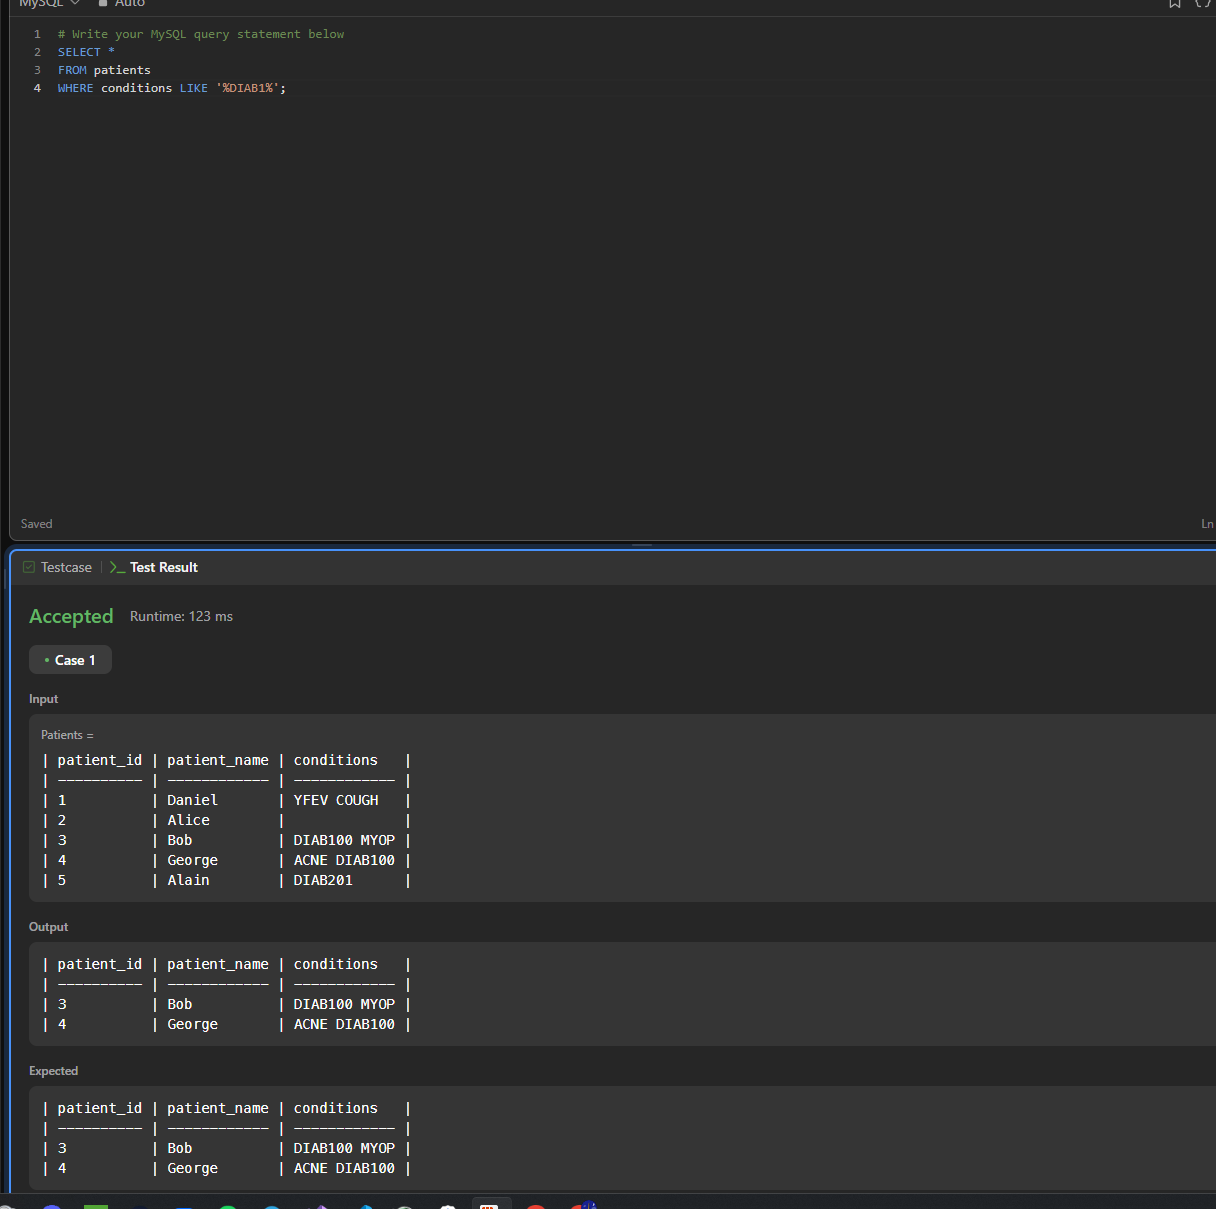 MySQL Auto
1 # Write your MySQL query statement below
2 SELECT *
3 FROM patients
4 WHERE conditions LIKE '%DIAB1%';
Saved Ln
Testcase | >_ Test Result
Accepted Runtime: 123 ms
• Case 1
Input
Patients =
| patient_id | patient_name | conditions |
| ---------- | ------------ | ------------ |
| 1 | Daniel | YFEV COUGH |
| 2 | Alice | |
| 3 | Bob | DIAB100 MYOP |
| 4 | George | ACNE DIAB100 |
| 5 | Alain | DIAB201 |
Output
| patient_id | patient_name | conditions |
| ---------- | ------------ | ------------ |
| 3 | Bob | DIAB100 MYOP |
| 4 | George | ACNE DIAB100 |
Expected
| patient_id | patient_name | conditions |
| ---------- | ------------ | ------------ |
| 3 | Bob | DIAB100 MYOP |
| 4 | George | ACNE DIAB100 |